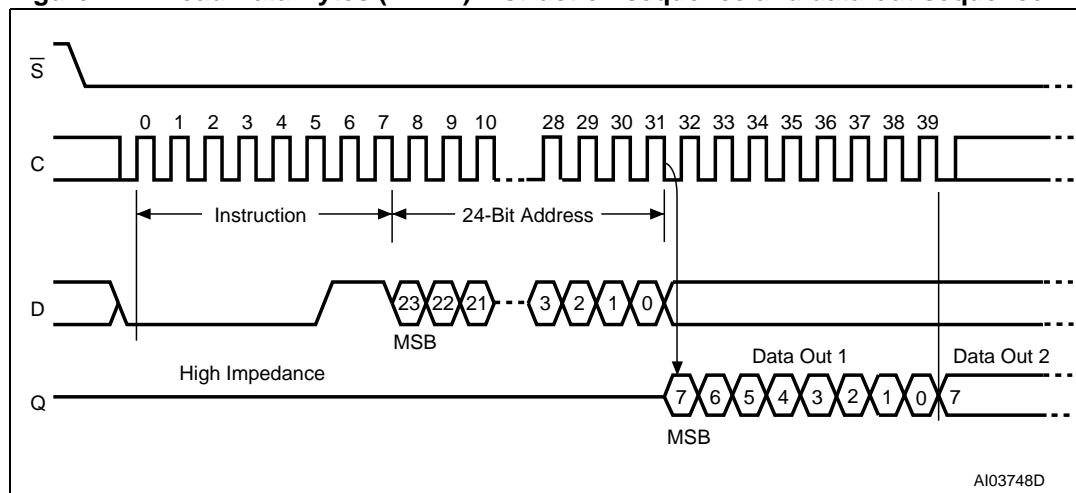 S
0 1 2 3 4 5 6 7 8 9 10 28 29 30 31 32 33 34 35 36 37 38 39
C
Instruction 24-Bit Address
D
23 22 21 3 2 1 0
MSB
High Impedance
Data Out 1 Data Out 2
Q
7 6 5 4 3 2 1 0 7
MSB
AI03748D